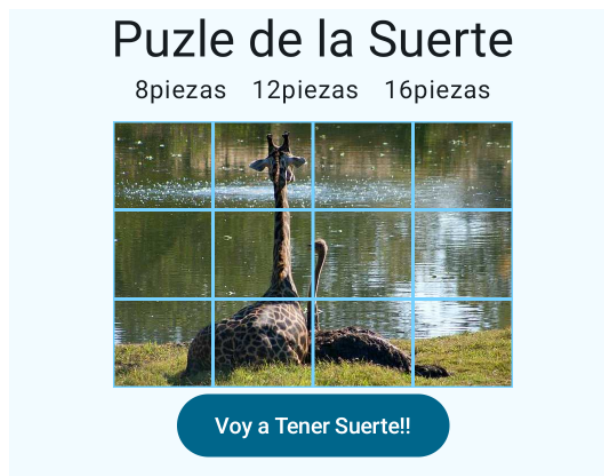 Puzle de la Suerte
8piezas 12piezas 16piezas
Voy a Tener Suerte!!